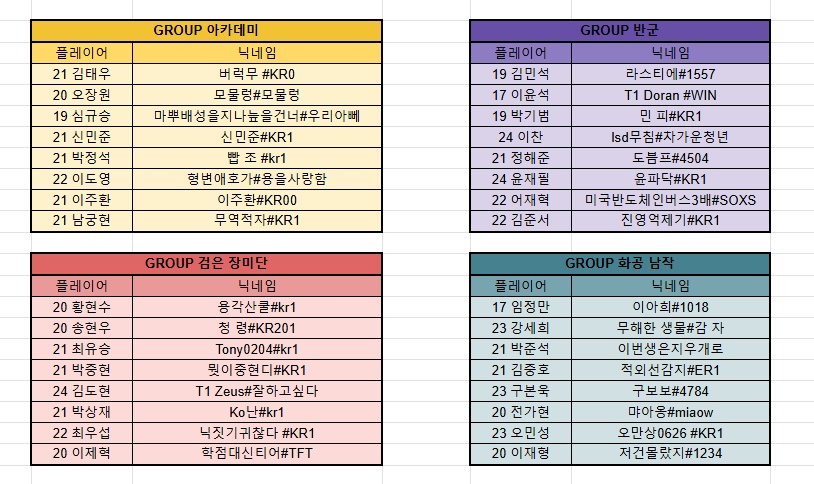 GROUP 아카데미
플레이어 닉네임
21 김태우 버럭무 #KR0
20 오장원 모물렁#모물렁
19 심규승 마뿌배성을지나눞을건너#우리아뻬
21 신민준 신민준#KR1
21 박정석 빱 조 #kr1
22 이도영 형변애호가#용을사랑함
21 이주환 이주환#KR00
21 남궁현 무역적자#KR1
GROUP 반군
플레이어 닉네임
19 김민석 라스티에#1557
17 이윤석 T1 Doran #WIN
19 박기범 민 피#KR1
24 이찬 lsd무침#차가운청년
21 정해준 도븜프#4504
24 윤재필 윤파닥#KR1
22 어재혁 미국반도체인버스3배#SOXS
22 김준서 진영억제기#KR1
GROUP 검은 장미단
플레이어 닉네임
20 황현수 용각산쿨#kr1
20 송현우 청 령#KR201
21 최유승 Tony0204#kr1
21 박중현 뭣이중현디#KR1
24 김도현 T1 Zeus#잘하고싶다
21 박상재 Ko난#kr1
22 최우섭 닉짓기귀찮다 #KR1
20 이제혁 학점대신티어#TFT
GROUP 화공 남작
플레이어 닉네임
17 임정만 이아희#1018
23 강세희 무해한 생물#감 자
21 박준석 이번생은지우개로
21 김중호 적외선감지#ER1
23 구본욱 구보보#4784
20 전가현 먀아옹#miaow
23 오민성 오만상0626 #KR1
20 이재형 저건몰랐지#1234